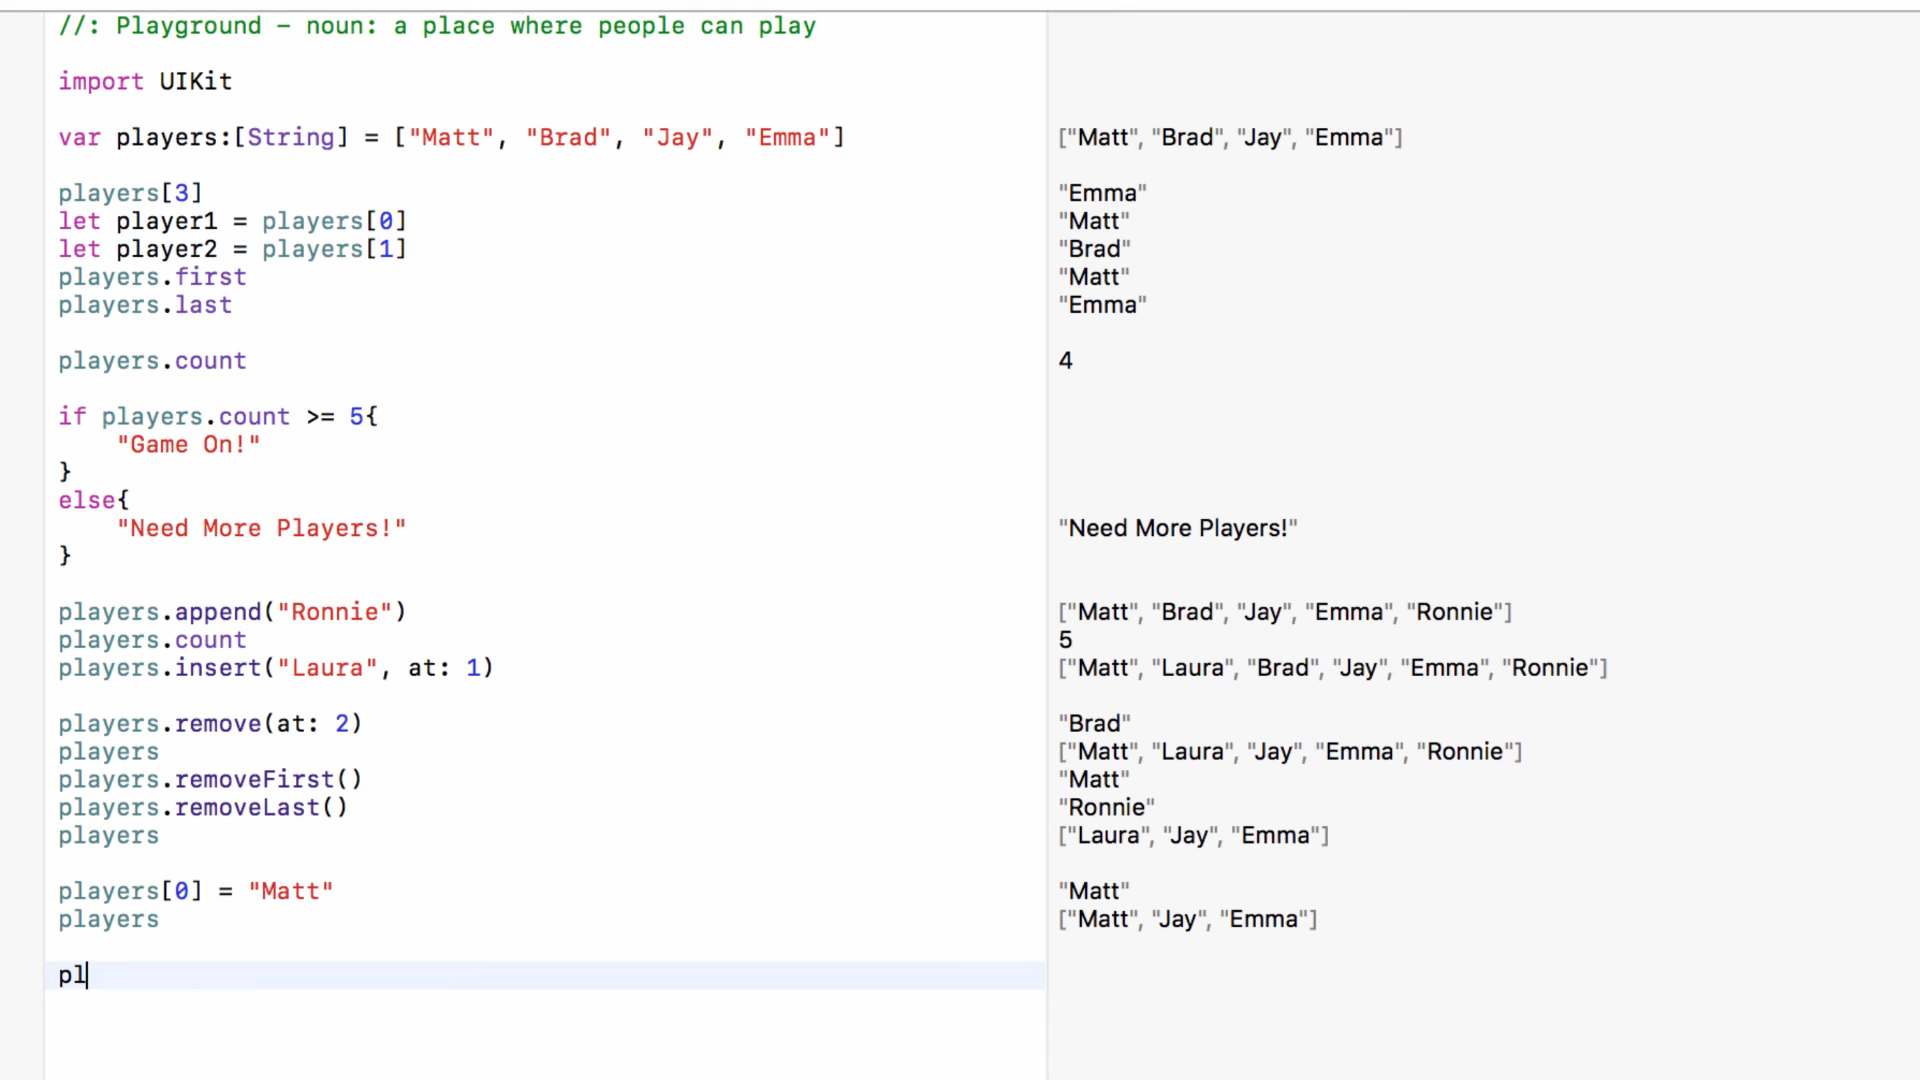 //: Playground – noun: a place where people can play
import UIKit
var players:[String] = ["Matt", "Brad", "Jay", "Emma"]
["Matt", "Brad", "Jay", "Emma"]
players[3]
"Emma"
let player1 = players[0]
"Matt"
let player2 = players[1]
"Brad"
players.first
"Matt"
players.last
"Emma"
players.count
4
if players.count >= 5{
"Game On!"
}
else{
"Need More Players!"
"Need More Players!"
}
players.append("Ronnie")
["Matt", "Brad", "Jay", "Emma", "Ronnie"]
players.count
5
players.insert("Laura", at: 1)
["Matt", "Laura", "Brad", "Jay", "Emma", "Ronnie"]
players.remove(at: 2)
"Brad"
players
["Matt", "Laura", "Jay", "Emma", "Ronnie"]
players.removeFirst()
"Matt"
players.removeLast()
"Ronnie"
players
["Laura", "Jay", "Emma"]
players[0] = "Matt"
"Matt"
players
["Matt", "Jay", "Emma"]
pl